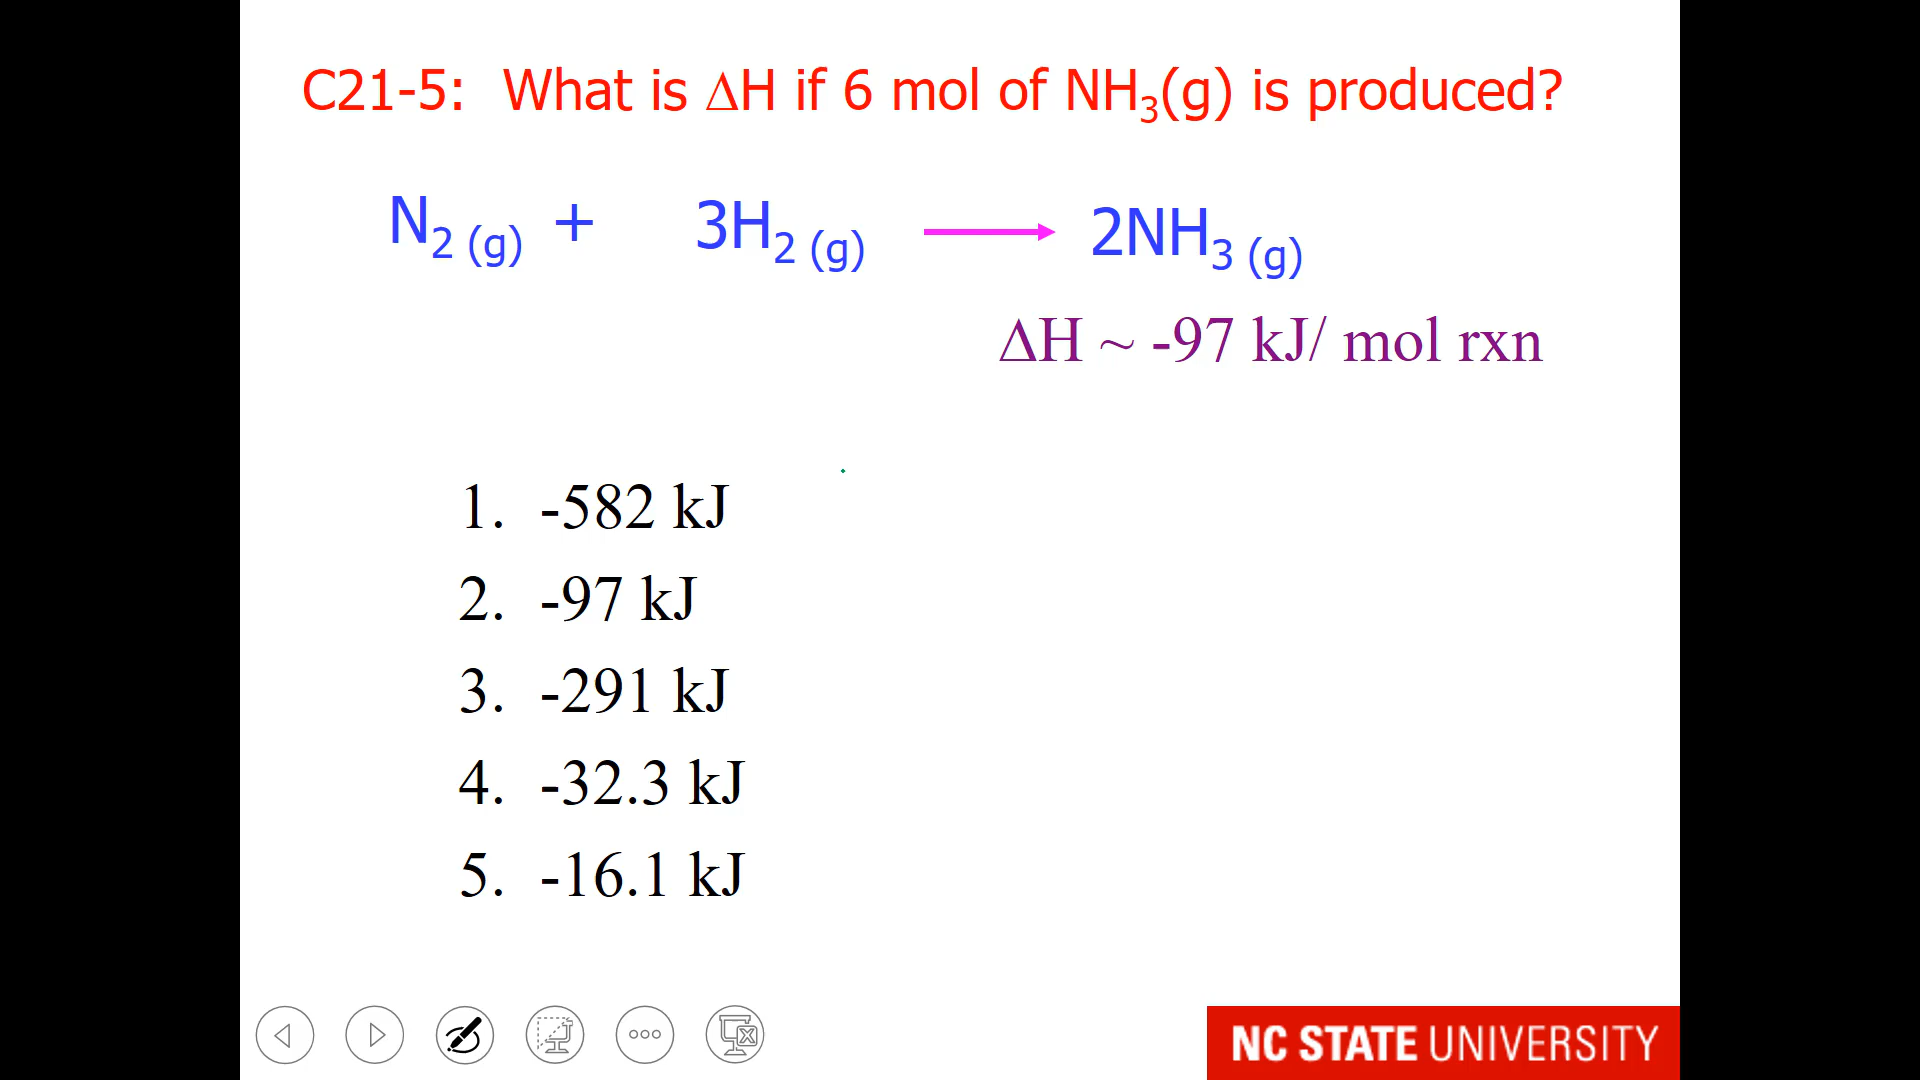 C21-5: What is ΔH if 6 mol of NH₃(g) is produced?
N₂ (g) + 3H₂ (g) → 2NH₃ (g)
ΔH ~ -97 kJ/ mol rxn
1. -582 kJ
2. -97 kJ
3. -291 kJ
4. -32.3 kJ
5. -16.1 kJ
NC STATE UNIVERSITY